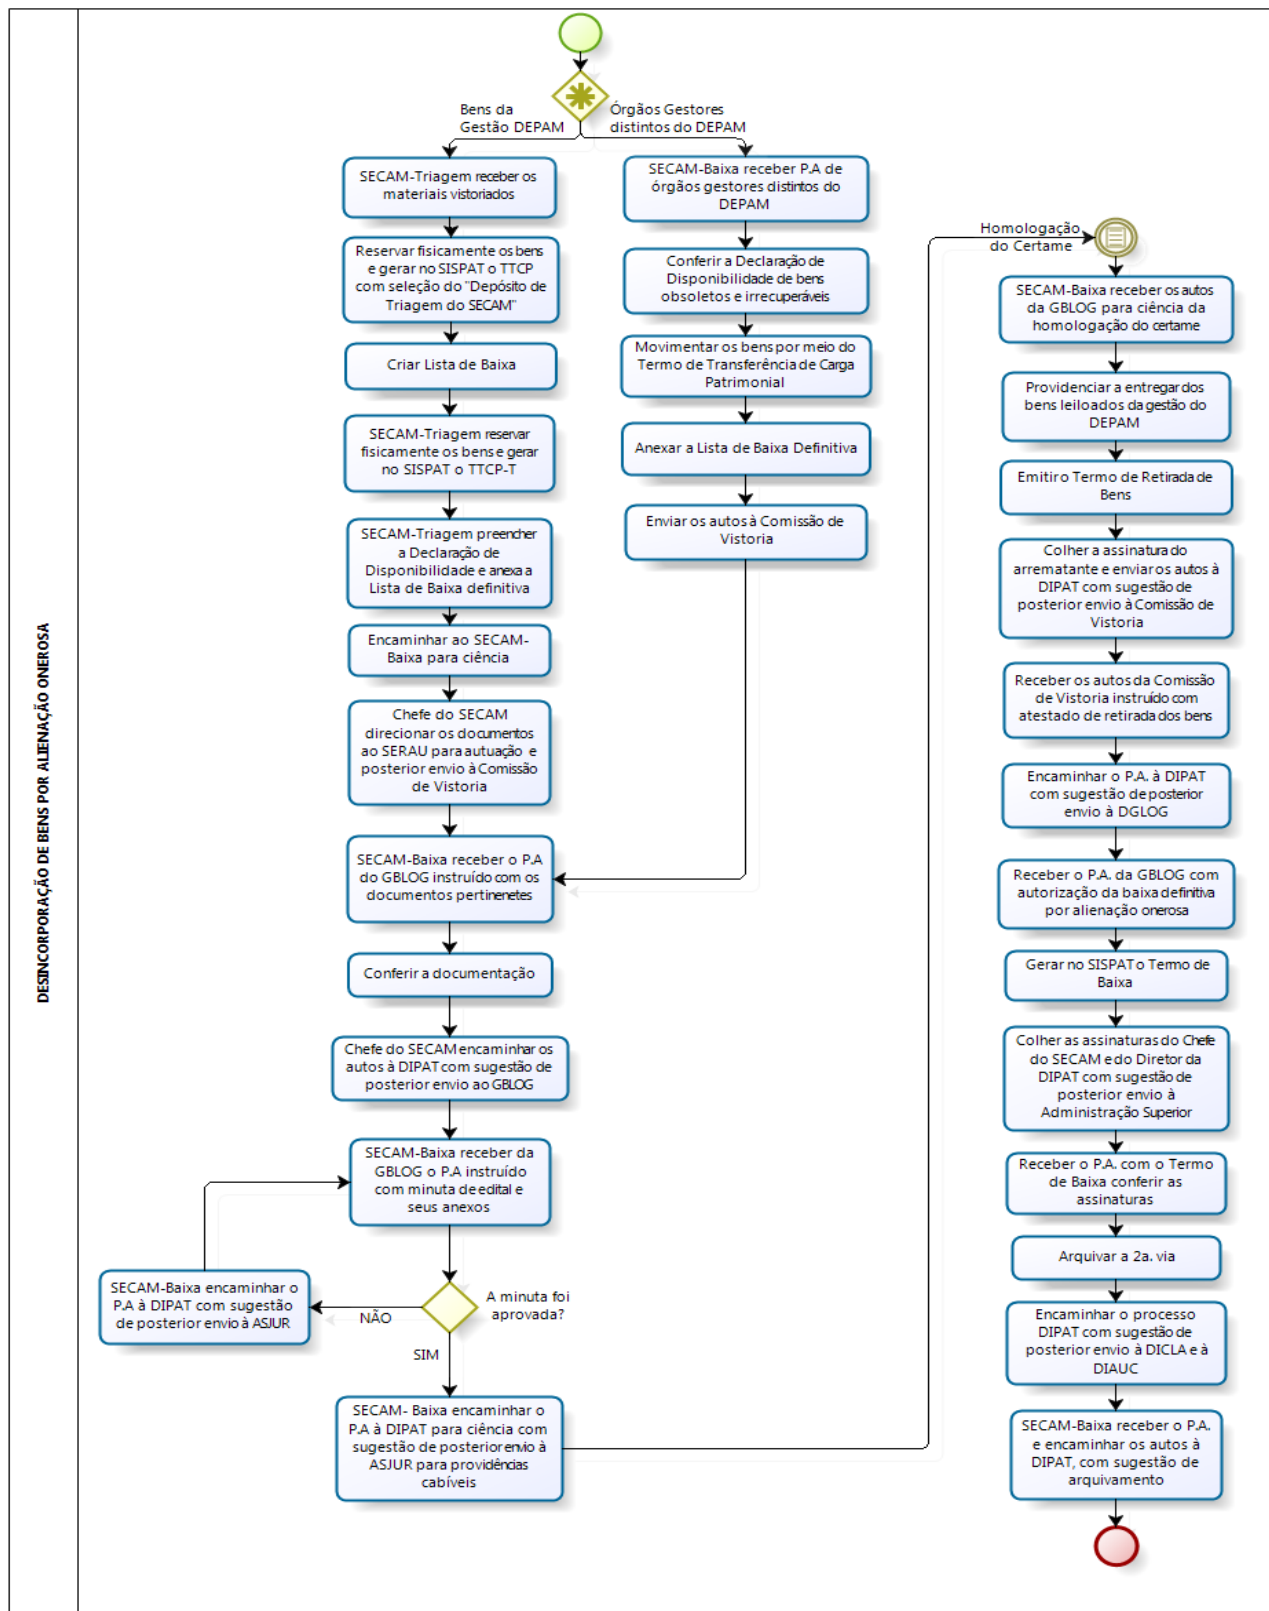 DESINCORPORAÇÃO DE BENS POR ALIENAÇÃO ONEROSA
Bens da
Gestão DEPAM
Órgãos Gestores
distintos do DEPAM
SECAM-Triagem receber os
materiais vistoriados
Reservar fisicamente os bens
e gerar no SISPAT o TTCP
com seleção do "Depósito de
Triagem do SECAM"
Criar Lista de Baixa
SECAM-Triagem reservar
fisicamente os bens e gerar
no SISPAT o TTCP-T
SECAM-Triagem preencher
a Declaração de
Disponibilidade e anexa a
Lista de Baixa definitiva
Encaminhar ao SECAM-
Baixa para ciência
Chefe do SECAM
direcionar os documentos
ao SERAU para autuação e
posterior envio à Comissão
de Vistoria
SECAM-Baixa receber P.A de
órgãos gestores distintos do
DEPAM
Conferir a Declaração de
Disponibilidade de bens
obsoletos e irrecuperáveis
Movimentar os bens por meio do
Termo de Transferência de Carga
Patrimonial
Anexar a Lista de Baixa Definitiva
Enviar os autos à Comissão de
Vistoria
SECAM-Baixa receber o P.A
do GBLOG instruído com os
documentos pertinenetes
Conferir a documentação
Chefe do SECAM encaminhar os
autos à DIPAT com sugestão de
posterior envio ao GBLOG
SECAM-Baixa receber da
GBLOG o P.A instruído
com minuta de edital e
seus anexos
A minuta foi
aprovada?
NÃO
SECAM-Baixa encaminhar o
P.A à DIPAT com sugestão
de posterior envio à ASJUR
SIM
SECAM- Baixa encaminhar o
P.A à DIPAT para ciência com
sugestão de posterior envio à
ASJUR para providências
cabíveis
Homologação
do Certame
SECAM-Baixa receber os autos
da GBLOG para ciência da
homologação do certame
Providenciar a entregar dos
bens leiloados da gestão do
DEPAM
Emitir o Termo de Retirada de
Bens
Colher a assinatura do
arrematante e enviar os autos à
DIPAT com sugestão de
posterior envio à Comissão de
Vistoria
Receber os autos da Comissão
de Vistoria instruído com
atestado de retirada dos bens
Encaminhar o P.A. à DIPAT
com sugestão de posterior
envio à DGLOG
Receber o P.A. da GBLOG com
autorização da baixa definitiva
por alienação onerosa
Gerar no SISPAT o Termo de
Baixa
Colher as assinaturas do Chefe
do SECAM e do Diretor da
DIPAT com sugestão de
posterior envio à
Administração Superior
Receber o P.A. com o Termo
de Baixa conferir as
assinaturas
Arquivar a 2a. via
Encaminhar o processo
DIPAT com sugestão de
posterior envio à DICLA e à
DIAUC
SECAM-Baixa receber o P.A.
e encaminhar os autos à
DIPAT, com sugestão de
arquivamento